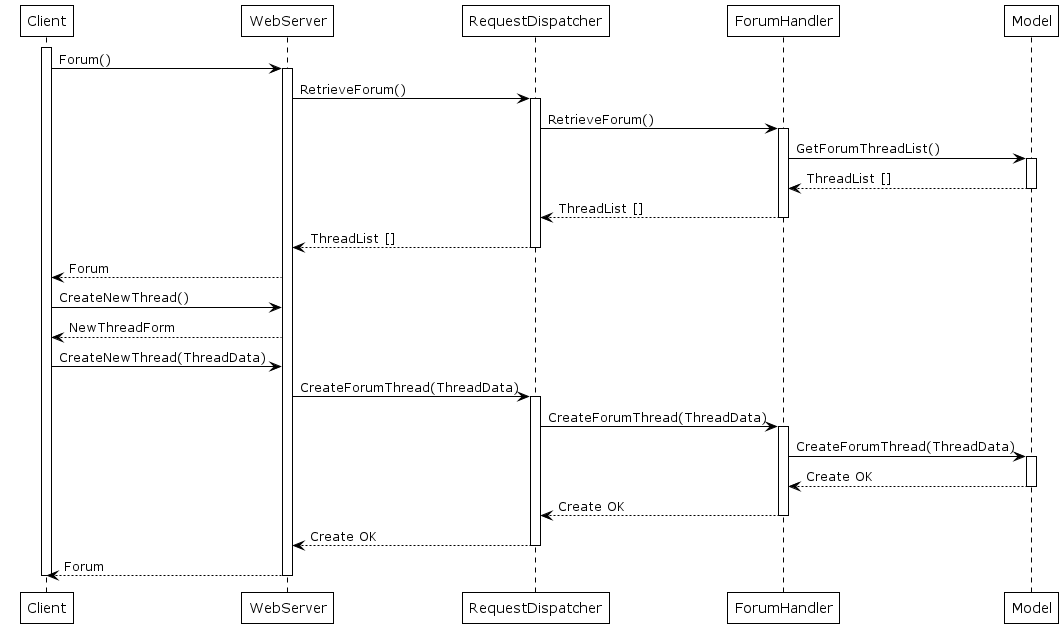 Client WebServer RequestDispatcher ForumHandler Model
Forum()
RetrieveForum()
RetrieveForum()
GetForumThreadList()
ThreadList []
ThreadList []
ThreadList []
Forum
CreateNewThread()
NewThreadForm
CreateNewThread(ThreadData)
CreateForumThread(ThreadData)
CreateForumThread(ThreadData)
CreateForumThread(ThreadData)
Create OK
Create OK
Create OK
Forum
Client WebServer RequestDispatcher ForumHandler Model